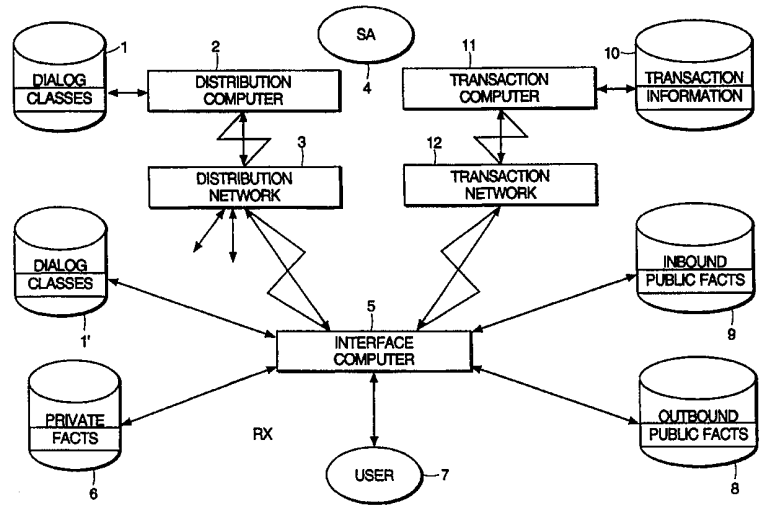 1
DIALOG
CLASSES
2
DISTRIBUTION
COMPUTER
SA
4
11
TRANSACTION
COMPUTER
10
TRANSACTION
INFORMATION
3
DISTRIBUTION
NETWORK
12
TRANSACTION
NETWORK
DIALOG
CLASSES
1'
INBOUND
PUBLIC FACTS
9
5
INTERFACE
COMPUTER
PRIVATE
FACTS
6
RX
USER
7
OUTBOUND
PUBLIC FACTS
8